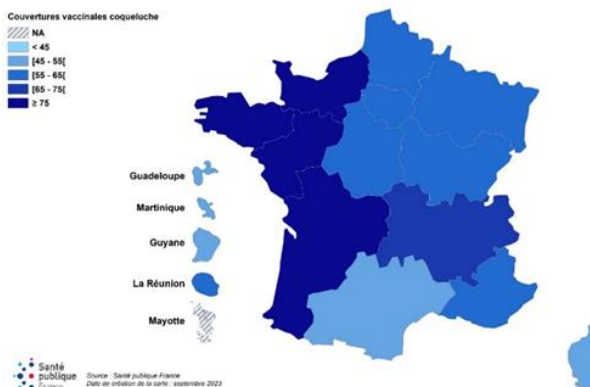 Couvertures vaccinales coqueluche
NA
< 45
[45 - 55[
[55 - 65[
[65 - 75[
≥ 75
Guadeloupe
Martinique
Guyane
La Réunion
Mayotte
Santé
publique
France
Source : Santé publique France
Date de création de la carte : septembre 2023